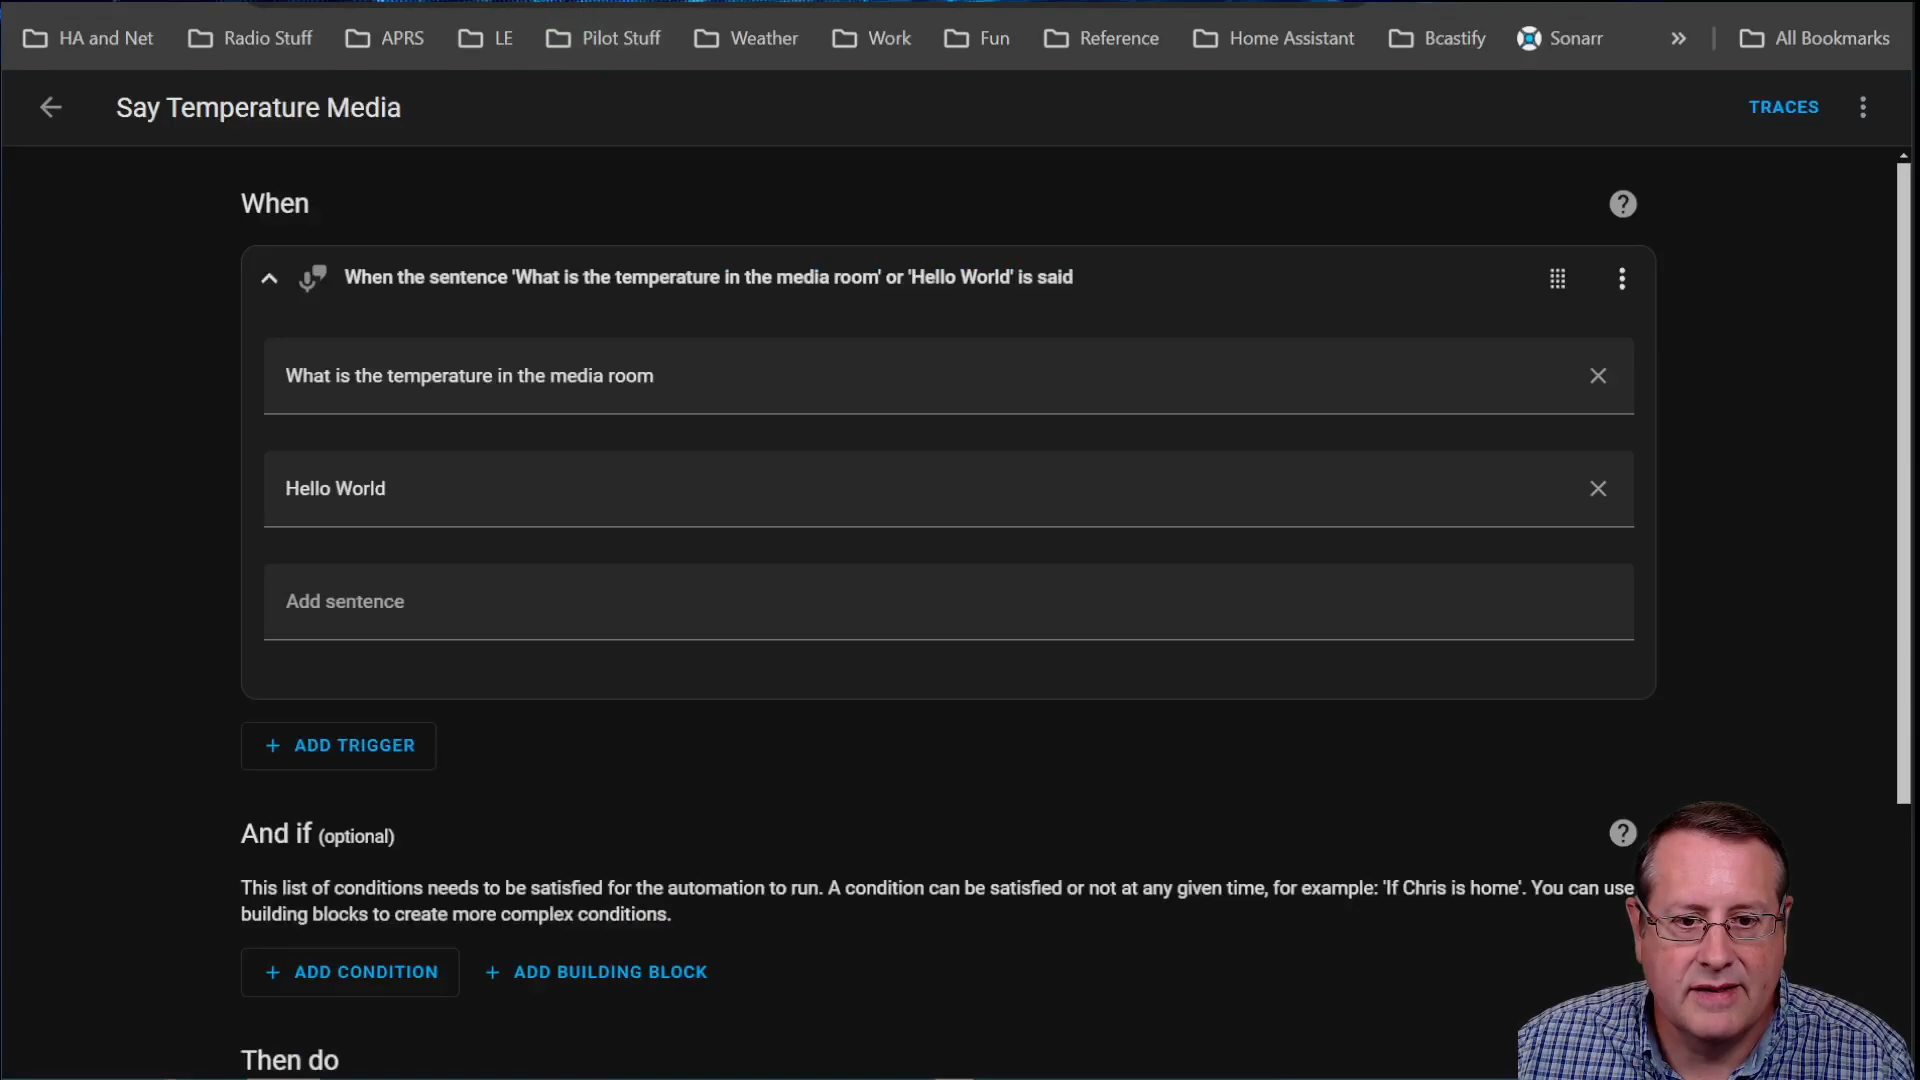 HA and Net Radio Stuff APRS LE Pilot Stuff Weather Work Fun Reference Home Assistant Bcastify Sonarr » All Bookmarks
Say Temperature Media TRACES
When
When the sentence 'What is the temperature in the media room' or 'Hello World' is said
What is the temperature in the media room
Hello World
Add sentence
+ ADD TRIGGER
And if (optional)
This list of conditions needs to be satisfied for the automation to run. A condition can be satisfied or not at any given time, for example: 'If Chris is home'. You can use
building blocks to create more complex conditions.
+ ADD CONDITION + ADD BUILDING BLOCK
Then do